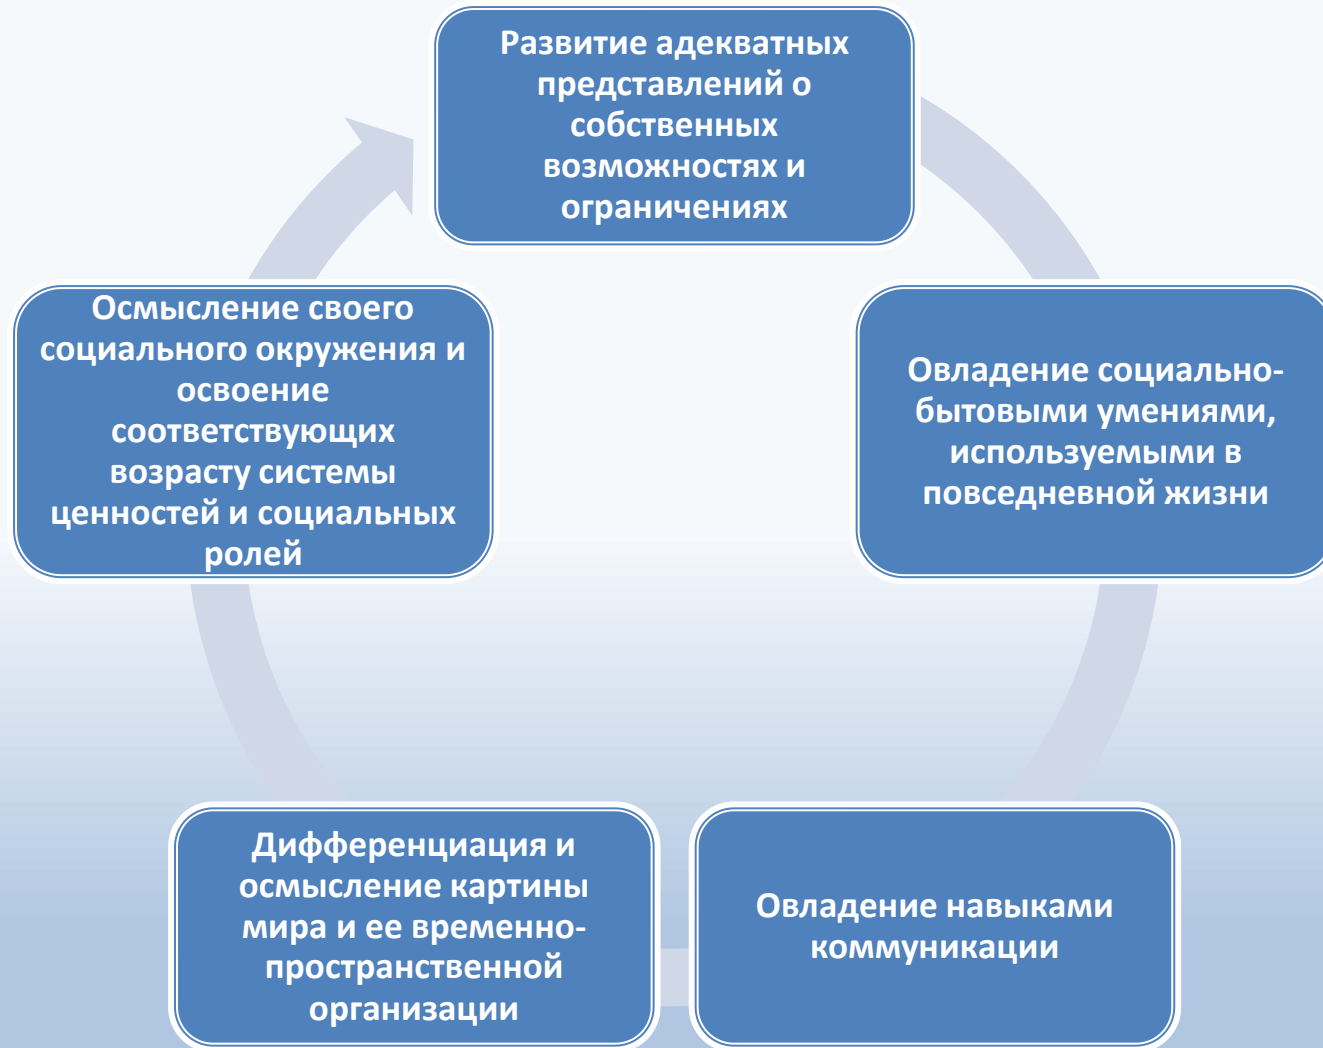 Развитие адекватных
представлений о
собственных
возможностях и
ограничениях
Овладение социально-
бытовыми умениями,
используемыми в
повседневной жизни
Овладение навыками
коммуникации
Дифференциация и
осмысление картины
мира и ее временно-
пространственной
организации
Осмысление своего
социального окружения и
освоение
соответствующих
возрасту системы
ценностей и социальных
ролей